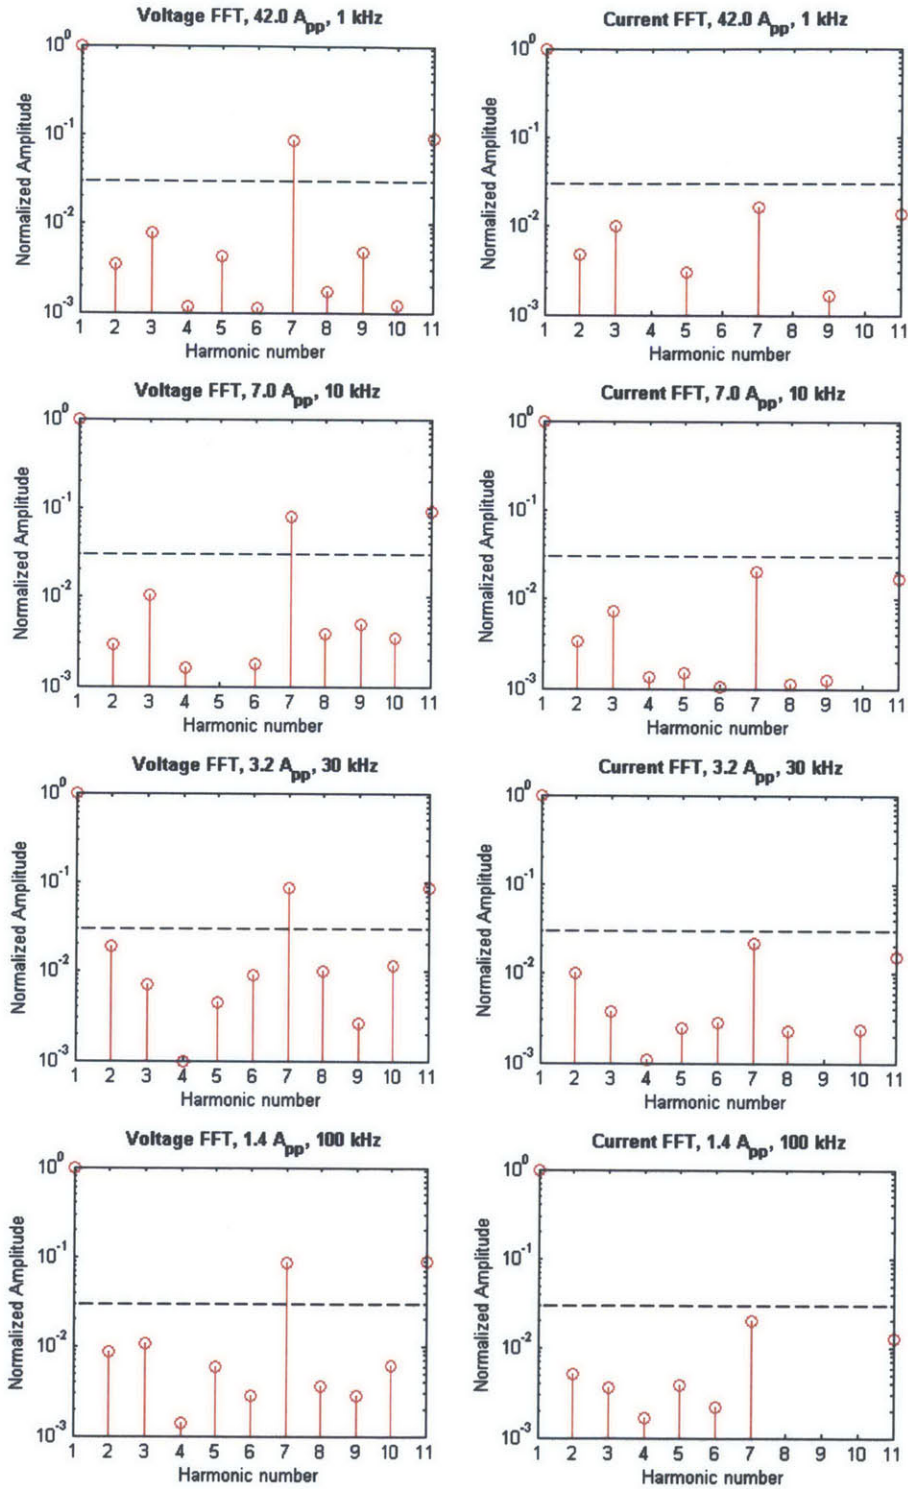 Voltage FFT, 42.0 App, 1 kHz
Normalized Amplitude
10^0
10^-1
10^-2
10^-3
1 2 3 4 5 6 7 8 9 10 11
Harmonic number
Current FFT, 42.0 App, 1 kHz
Normalized Amplitude
10^0
10^-1
10^-2
10^-3
1 2 3 4 5 6 7 8 9 10 11
Harmonic number
Voltage FFT, 7.0 App, 10 kHz
Normalized Amplitude
10^0
10^-1
10^-2
10^-3
1 2 3 4 5 6 7 8 9 10 11
Harmonic number
Current FFT, 7.0 App, 10 kHz
Normalized Amplitude
10^0
10^-1
10^-2
10^-3
1 2 3 4 5 6 7 8 9 10 11
Harmonic number
Voltage FFT, 3.2 App, 30 kHz
Normalized Amplitude
10^0
10^-1
10^-2
10^-3
1 2 3 4 5 6 7 8 9 10 11
Harmonic number
Current FFT, 3.2 App, 30 kHz
Normalized Amplitude
10^0
10^-1
10^-2
10^-3
1 2 3 4 5 6 7 8 9 10 11
Harmonic number
Voltage FFT, 1.4 App, 100 kHz
Normalized Amplitude
10^0
10^-1
10^-2
10^-3
1 2 3 4 5 6 7 8 9 10 11
Harmonic number
Current FFT, 1.4 App, 100 kHz
Normalized Amplitude
10^0
10^-1
10^-2
10^-3
1 2 3 4 5 6 7 8 9 10 11
Harmonic number